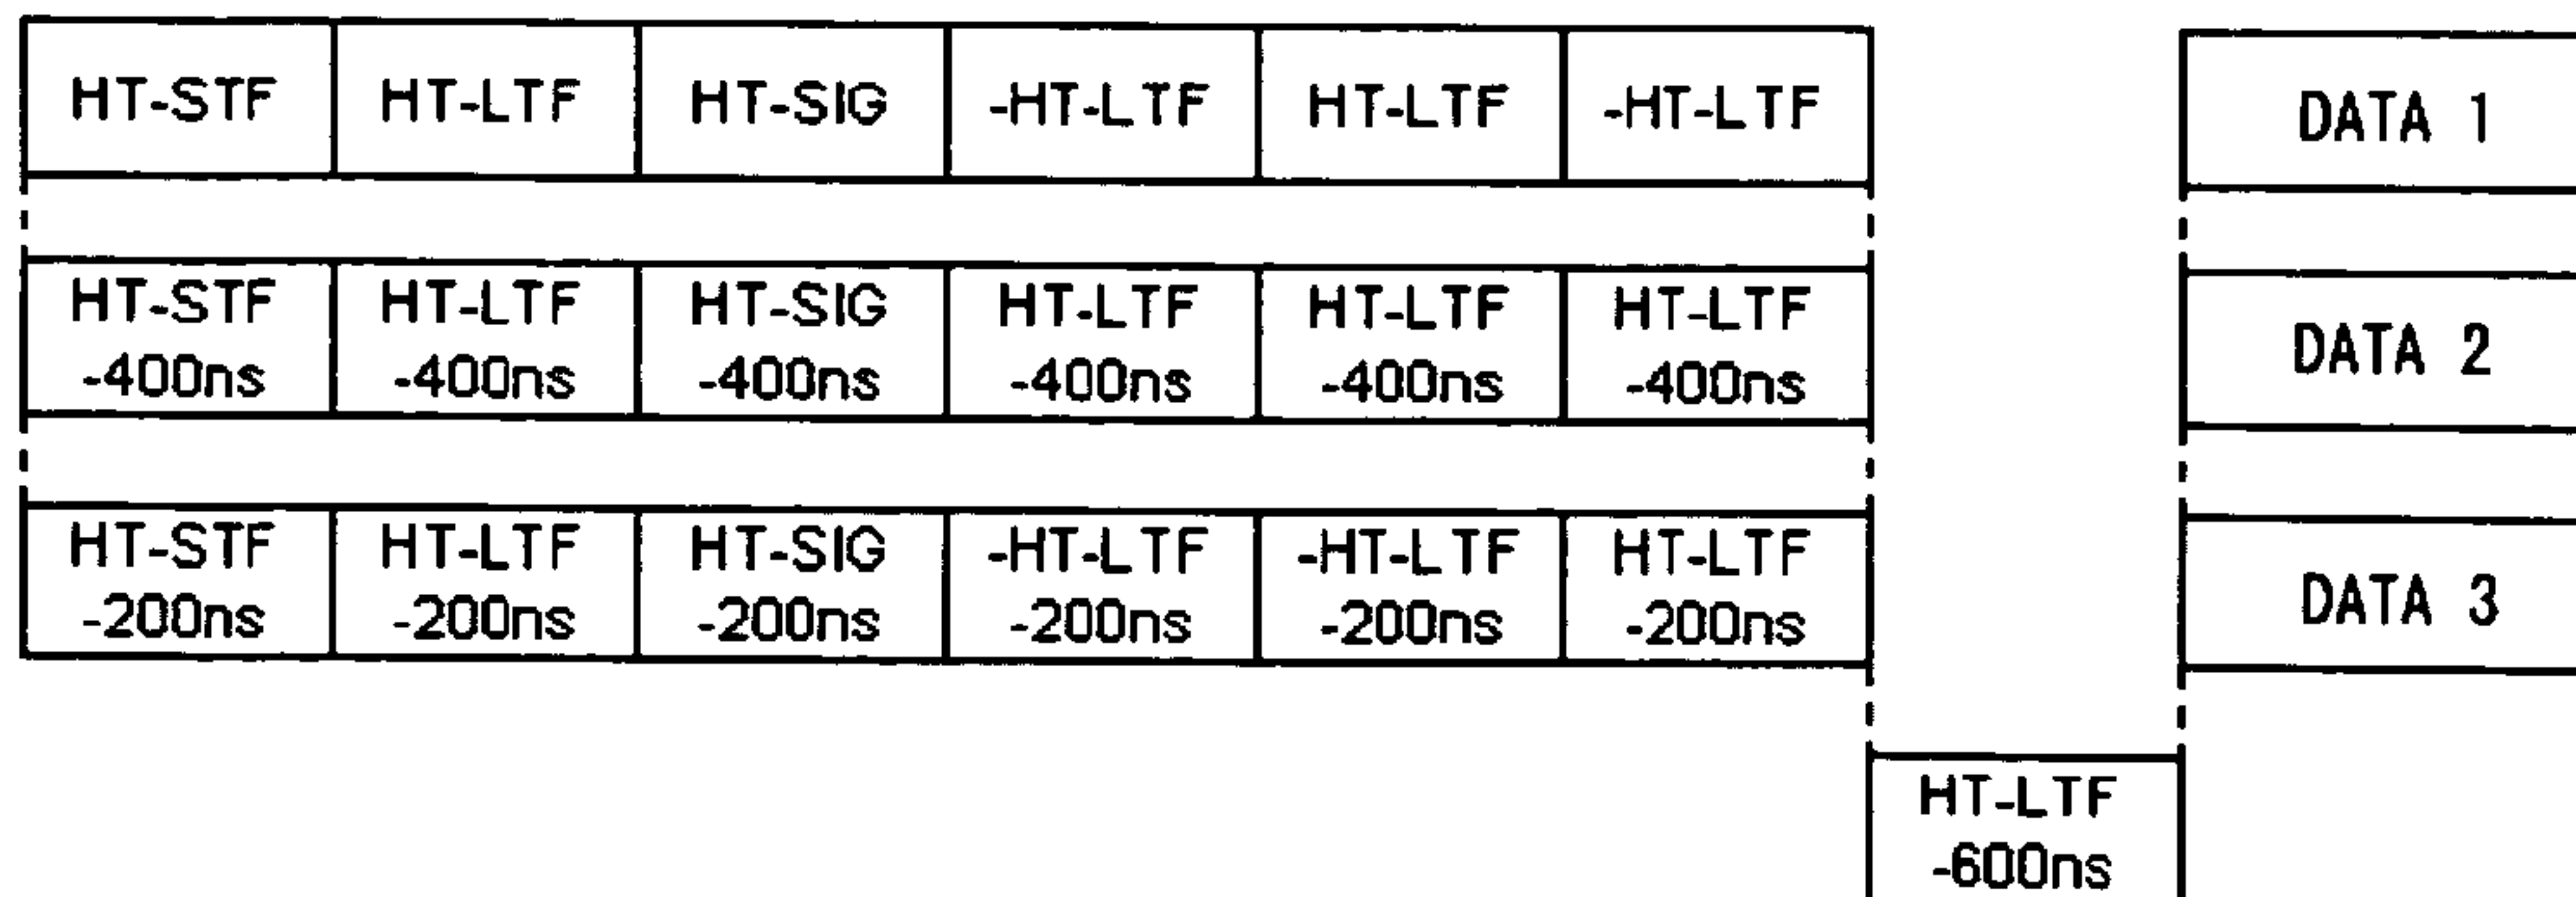 HT-STF HT-LTF HT-SIG -HT-LTF HT-LTF -HT-LTF DATA 1
HT-STF HT-LTF HT-SIG HT-LTF HT-LTF HT-LTF DATA 2
-400ns -400ns -400ns -400ns -400ns -400ns
HT-STF HT-LTF HT-SIG -HT-LTF -HT-LTF HT-LTF DATA 3
-200ns -200ns -200ns -200ns -200ns -200ns
HT-LTF
-600ns